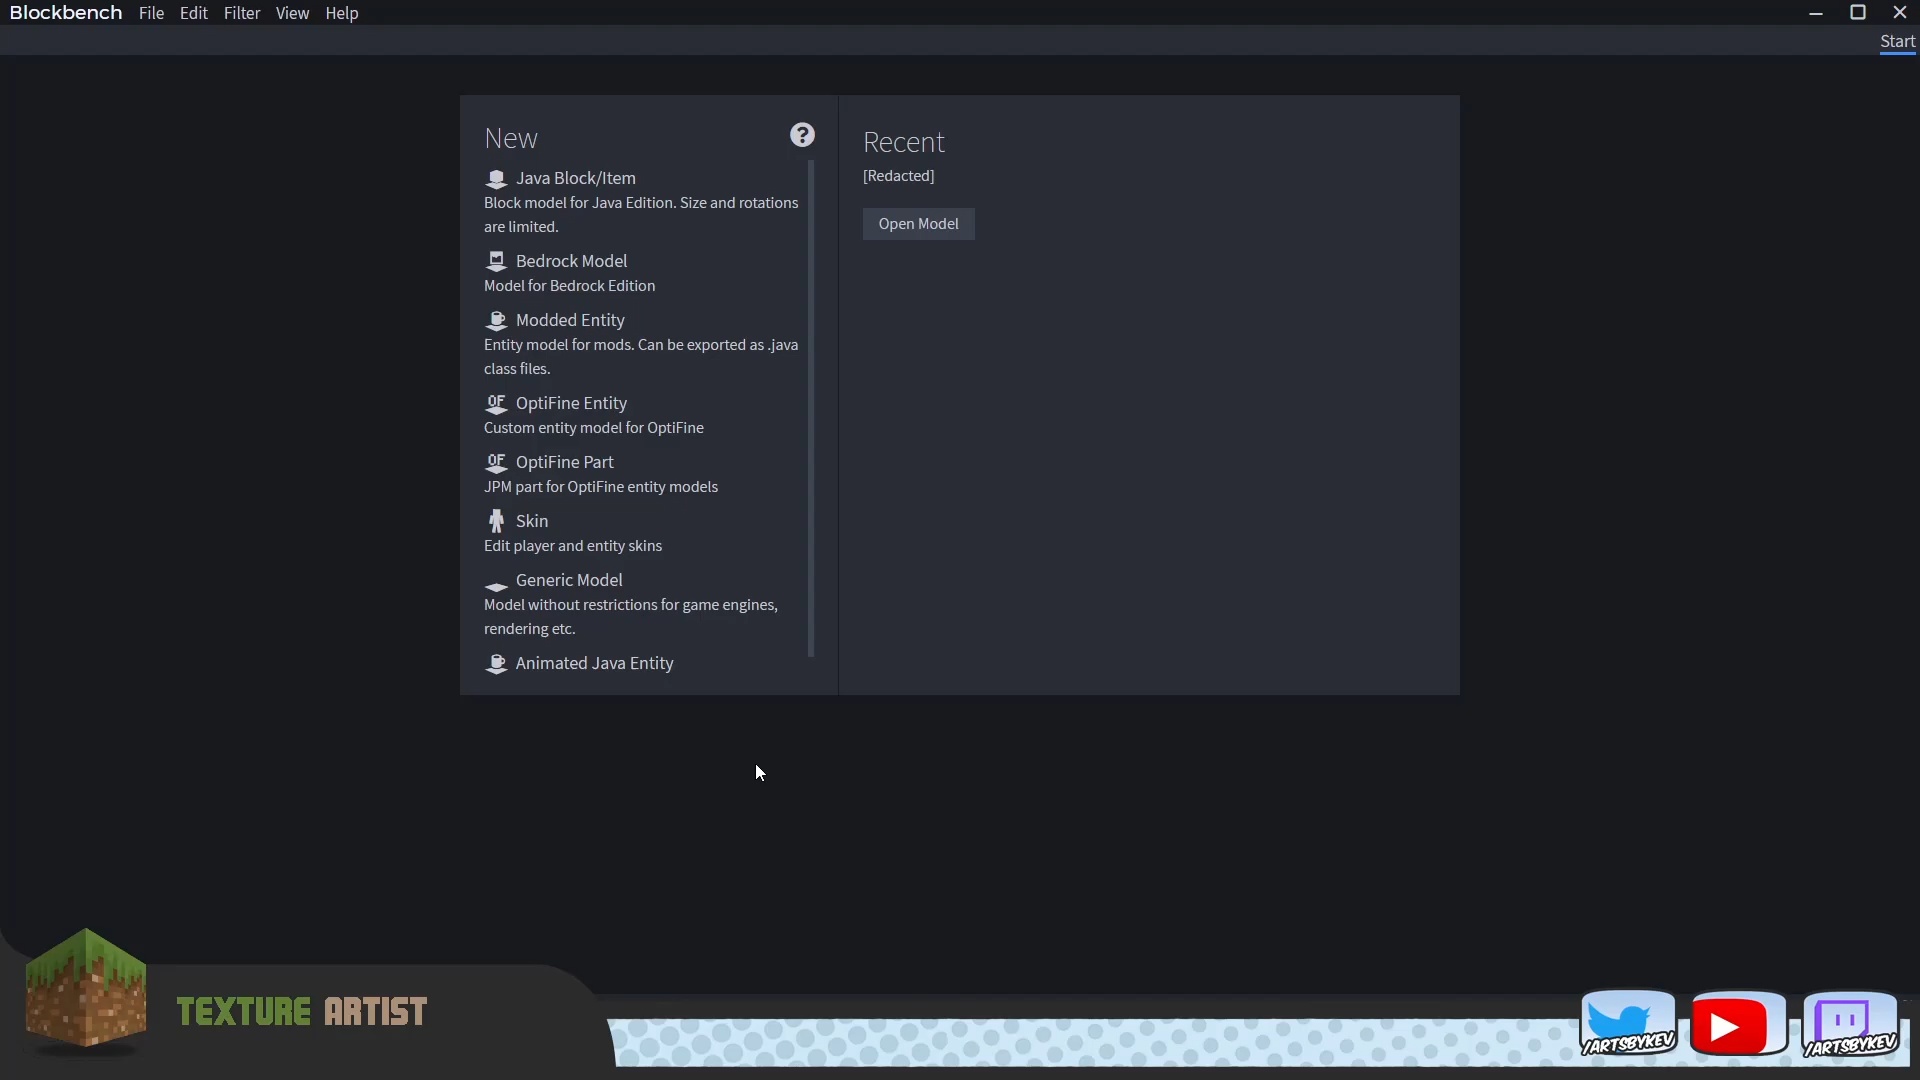 Blockbench File Edit Filter View Help
Start
New
Java Block/Item
Block model for Java Edition. Size and rotations
are limited.
Bedrock Model
Model for Bedrock Edition
Modded Entity
Entity model for mods. Can be exported as .java
class files.
OptiFine Entity
Custom entity model for OptiFine
OptiFine Part
JPM part for OptiFine entity models
Skin
Edit player and entity skins
Generic Model
Model without restrictions for game engines,
rendering etc.
Animated Java Entity
Recent
[Redacted]
Open Model
TEXTURE ARTIST
/ARTSBYKEV
/ARTSBYKEV